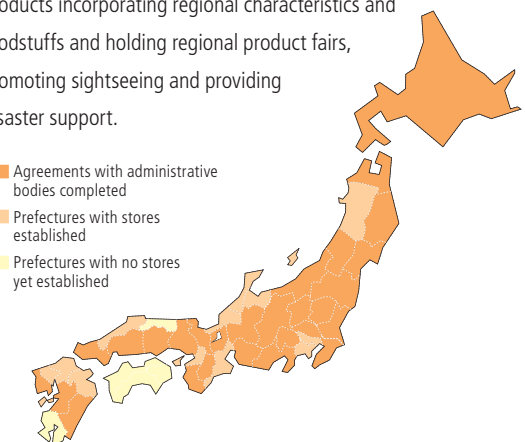 oducts incorporating regional characteristics and
odstuffs and holding regional product fairs,
omoting sightseeing and providing
saster support.
Agreements with administrative
bodies completed
Prefectures with stores
established
Prefectures with no stores
yet established